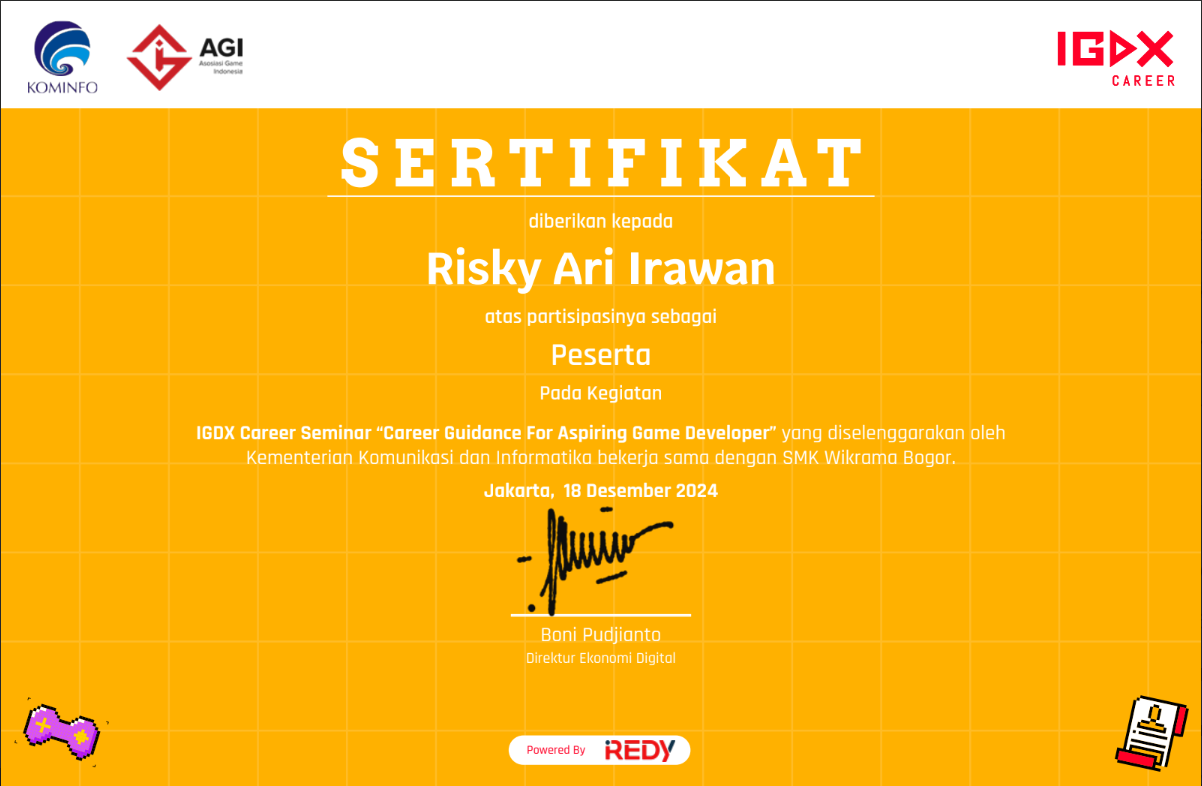 KOMINFO
AGI
Asosiasi Game
Indonesia
IGDX
CAREER
SERTIFIKAT
diberikan kepada
Risky Ari Irawan
atas partisipasinya sebagai
Peserta
Pada Kegiatan
IGDX Career Seminar “Career Guidance For Aspiring Game Developer” yang diselenggarakan oleh
Kementerian Komunikasi dan Informatika bekerja sama dengan SMK Wikrama Bogor.
Jakarta, 18 Desember 2024
Boni Pudjianto
Direktur Ekonomi Digital
Powered By REDY